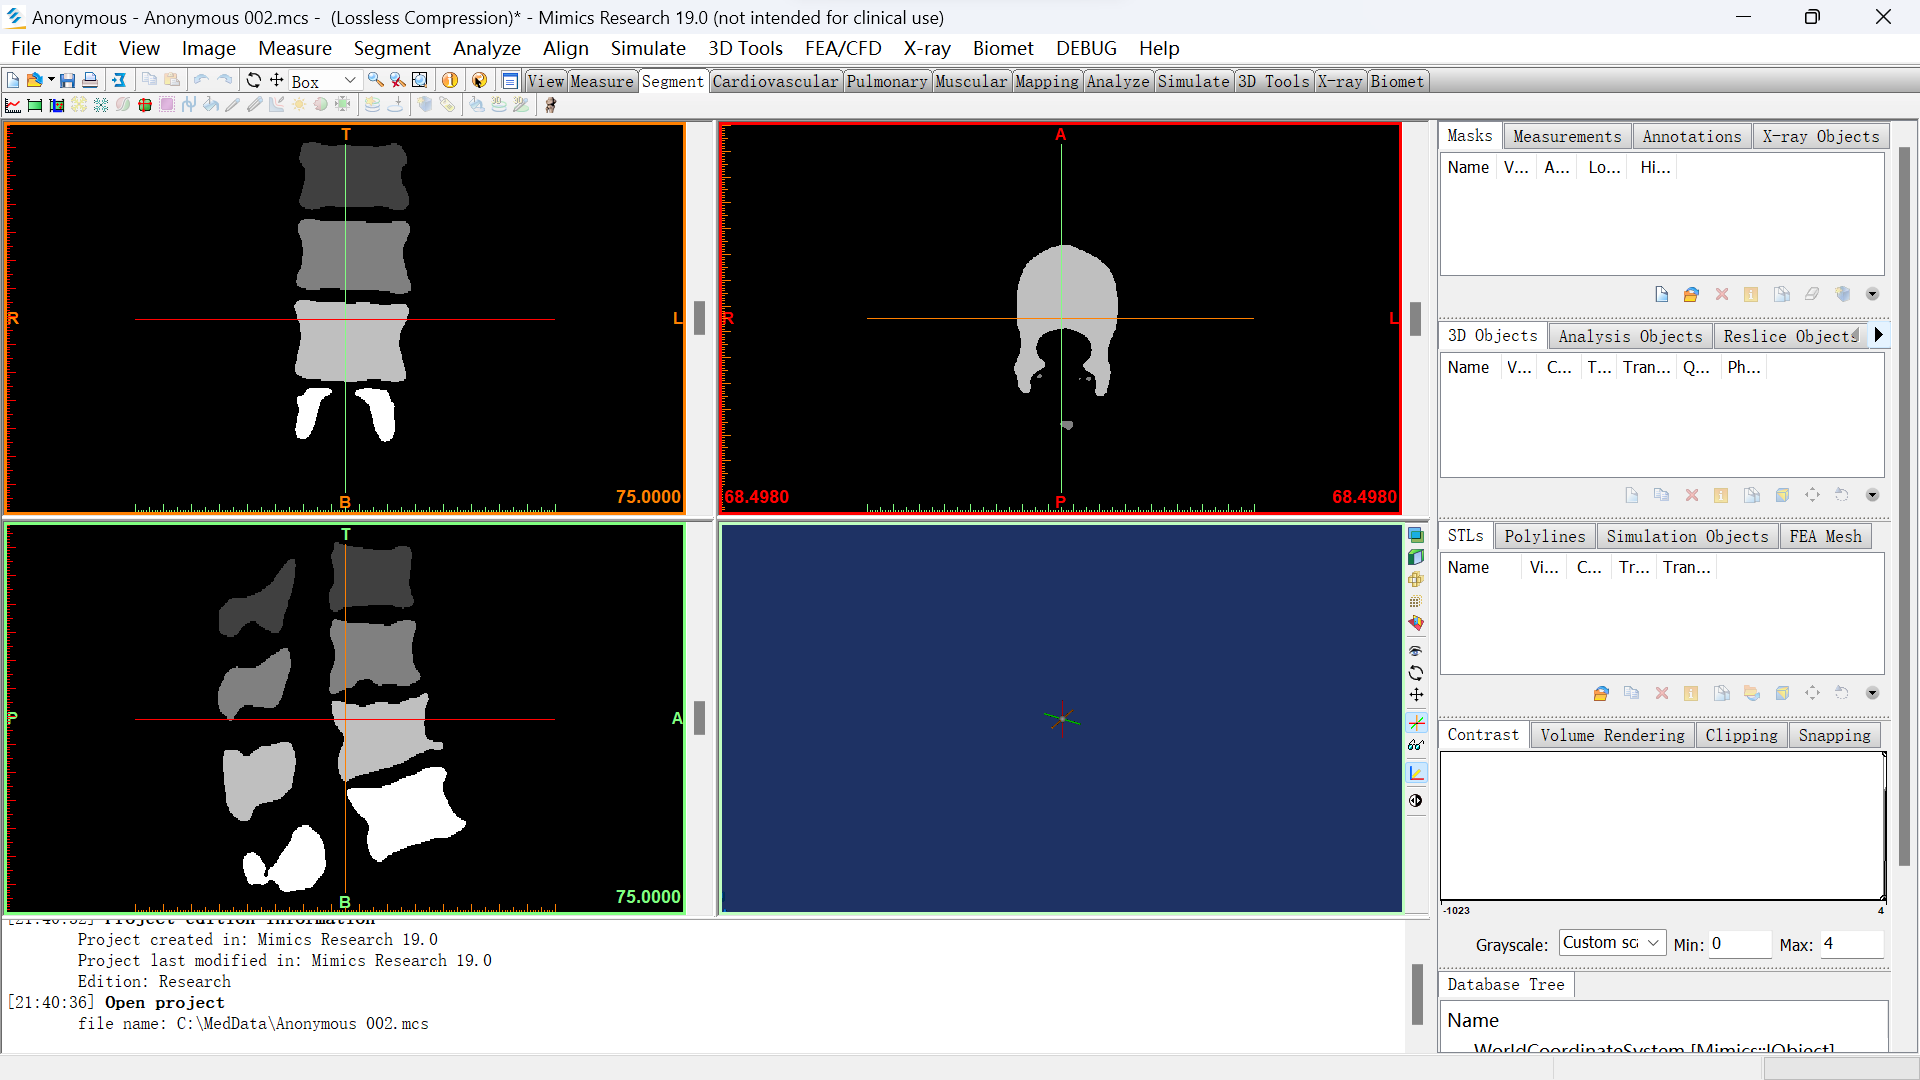 Anonymous - Anonymous 002.mcs -  (Lossless Compression)* - Mimics Research 19.0 (not intended for clinical use)
File Edit View Image Measure Segment Analyze Align Simulate 3D Tools FEA/CFD X-ray Biomet DEBUG Help
Box View Measure Segment Cardiovascular Pulmonary Muscular Mapping Analyze Simulate 3D Tools X-ray Biomet
T
R L
B
75.0000
A
R L
P
68.4980 68.4980
T
P A
B
75.0000
Masks Measurements Annotations X-ray Objects
Name V... A... Lo... Hi...
3D Objects Analysis Objects Reslice Objects
Name V... C... T... Tran... Q... Ph...
STLs Polylines Simulation Objects FEA Mesh
Name Vi... C... Tr... Tran...
Contrast Volume Rendering Clipping Snapping
-1023 4
Grayscale: Custom sca Min: 0 Max: 4
Database Tree
Name
WorldCoordinateSystem [Mimics::IObject]
[21:40:32] Project edition information
Project created in: Mimics Research 19.0
Project last modified in: Mimics Research 19.0
Edition: Research
[21:40:36] Open project
file name: C:\MedData\Anonymous 002.mcs